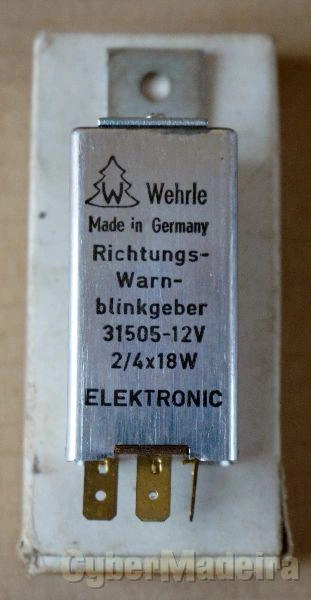 W Wehrle
Made in Germany
Richtungs-
Warn-
blinkgeber
31505-12V
2/4x18W
ELEKTRONIC
CyberMadeira